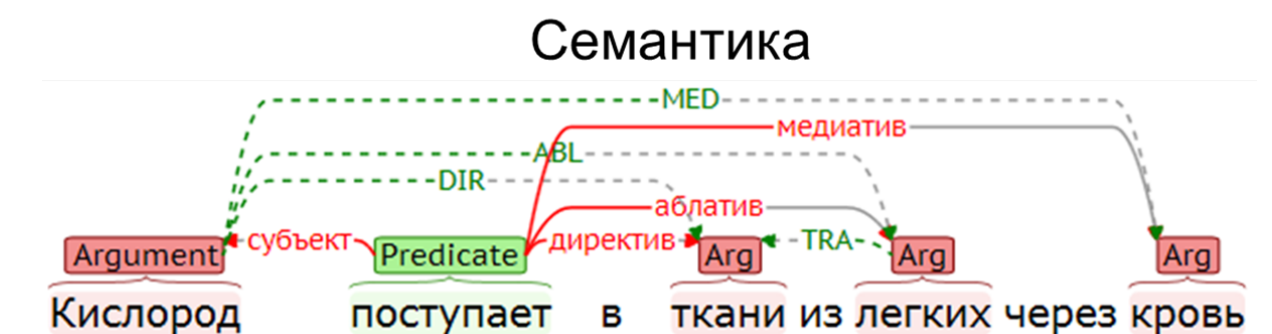 Семантика
MED
медиатив
ABL
DIR
аблатив
Argument субъект Predicate директив Arg TRA Arg Arg
Кислород поступает в ткани из легких через кровь